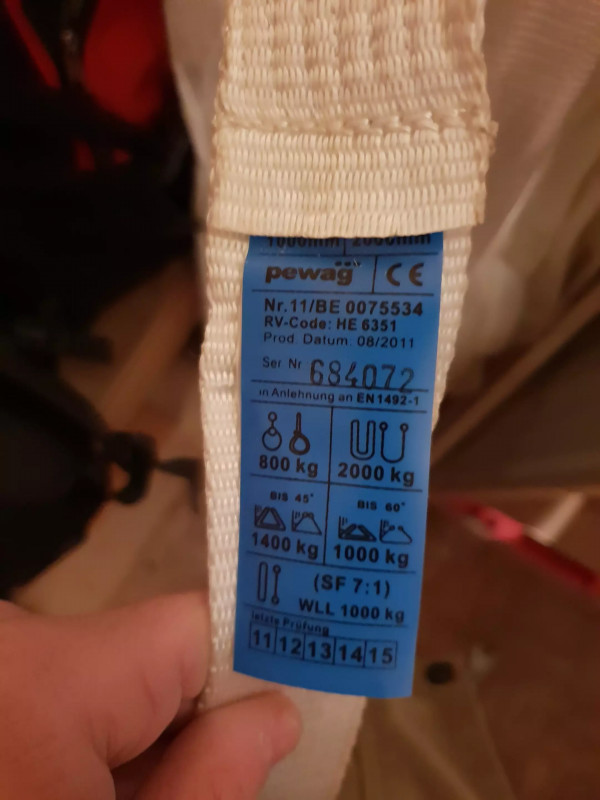 1000mm 2000mm
pewag CE
Nr.11/BE 0075534
RV-Code: HE 6351
Prod. Datum 08/2011
Ser Nr 684072
in Anlehnung an EN1492-1
800 kg 2000 kg
BIS 45° BIS 60°
1400 kg 1000 kg
(SF 7:1)
WLL 1000 kg
letzte Prüfung
11 12 13 14 15